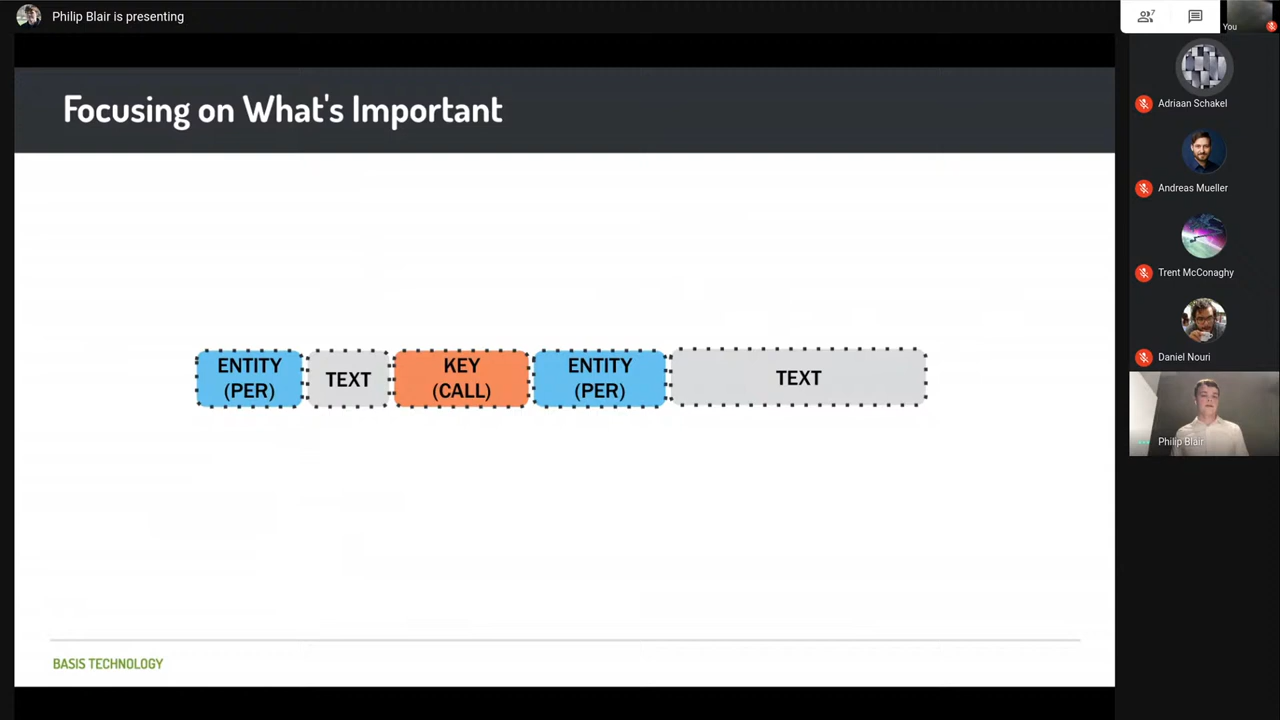 Philip Blair is presenting
7
You
Focusing on What's Important
Adriaan Schakel
Andreas Mueller
Trent McConaghy
Daniel Nouri
Philip Blair
ENTITY
(PER)
TEXT
KEY
(CALL)
ENTITY
(PER)
TEXT
BASIS TECHNOLOGY